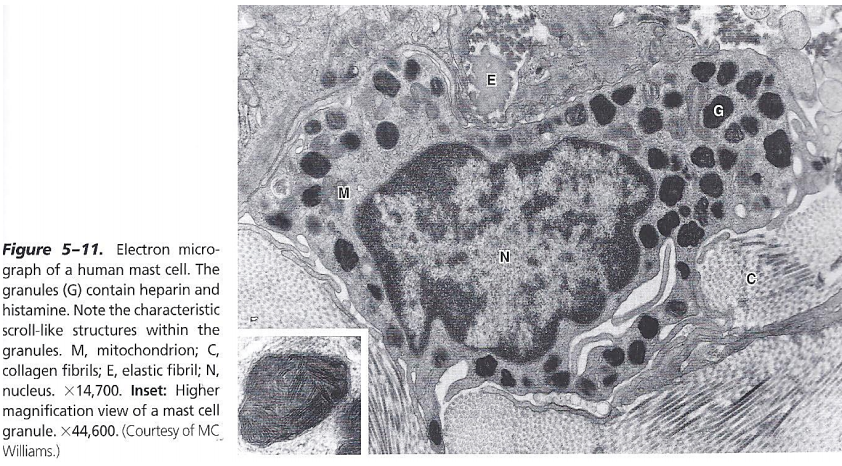 Figure 5–11. Electron micro-
graph of a human mast cell. The
granules (G) contain heparin and
histamine. Note the characteristic
scroll-like structures within the
granules. M, mitochondrion; C,
collagen fibrils; E, elastic fibril; N,
nucleus. ×14,700. Inset: Higher
magnification view of a mast cell
granule. ×44,600. (Courtesy of MC
Williams.)
E
G
M
N
C